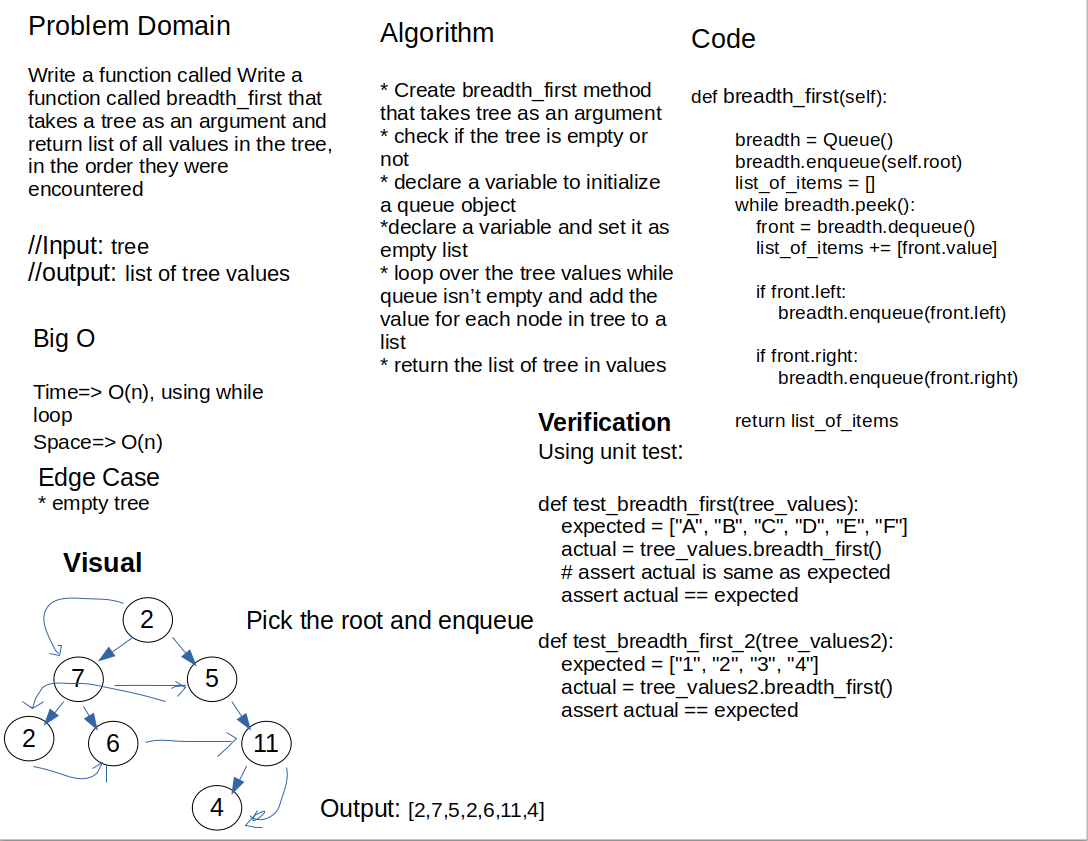 Problem Domain
Write a function called Write a
function called breadth_first that
takes a tree as an argument and
return list of all values in the tree,
in the order they were
encountered
//Input: tree
//output: list of tree values
Big O
Time=> O(n), using while
loop
Space=> O(n)
Edge Case
* empty tree
Algorithm
* Create breadth_first method
that takes tree as an argument
* check if the tree is empty or
not
* declare a variable to initialize
a queue object
*declare a variable and set it as
empty list
* loop over the tree values while
queue isn’t empty and add the
value for each node in tree to a
list
* return the list of tree in values
Code
def breadth_first(self):
breadth = Queue()
breadth.enqueue(self.root)
list_of_items = []
while breadth.peek():
front = breadth.dequeue()
list_of_items += [front.value]
if front.left:
breadth.enqueue(front.left)
if front.right:
breadth.enqueue(front.right)
return list_of_items
Verification
Using unit test:
def test_breadth_first(tree_values):
expected = ["A", "B", "C", "D", "E", "F"]
actual = tree_values.breadth_first()
# assert actual is same as expected
assert actual == expected
def test_breadth_first_2(tree_values2):
expected = ["1", "2", "3", "4"]
actual = tree_values2.breadth_first()
assert actual == expected
Visual
2
Pick the root and enqueue
7
5
2
6
11
4
Output: [2,7,5,2,6,11,4]